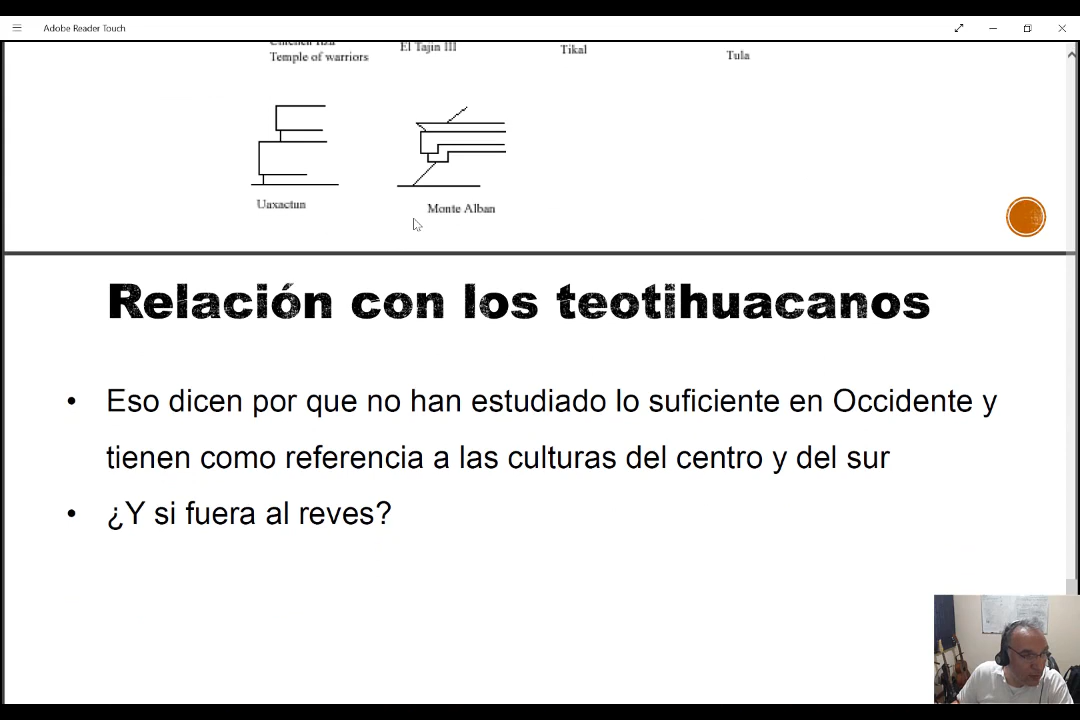 Adobe Reader Touch
Chichen Itza
El Tajin III
Temple of warriors
Tikal
Tula
Uaxactun
Monte Alban
Relación con los teotihuacanos
• Eso dicen por que no han estudiado lo suficiente en Occidente y
tienen como referencia a las culturas del centro y del sur
• ¿Y si fuera al reves?